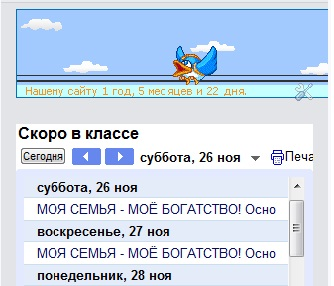 Нашему сайту 1 год, 5 месяцев и 22 дня.
Скоро в классе
Сегодня суббота, 26 ноя Печа
суббота, 26 ноя
МОЯ СЕМЬЯ - МОЁ БОГАТСТВО! Осно
воскресенье, 27 ноя
МОЯ СЕМЬЯ - МОЁ БОГАТСТВО! Осно
понедельник, 28 ноя